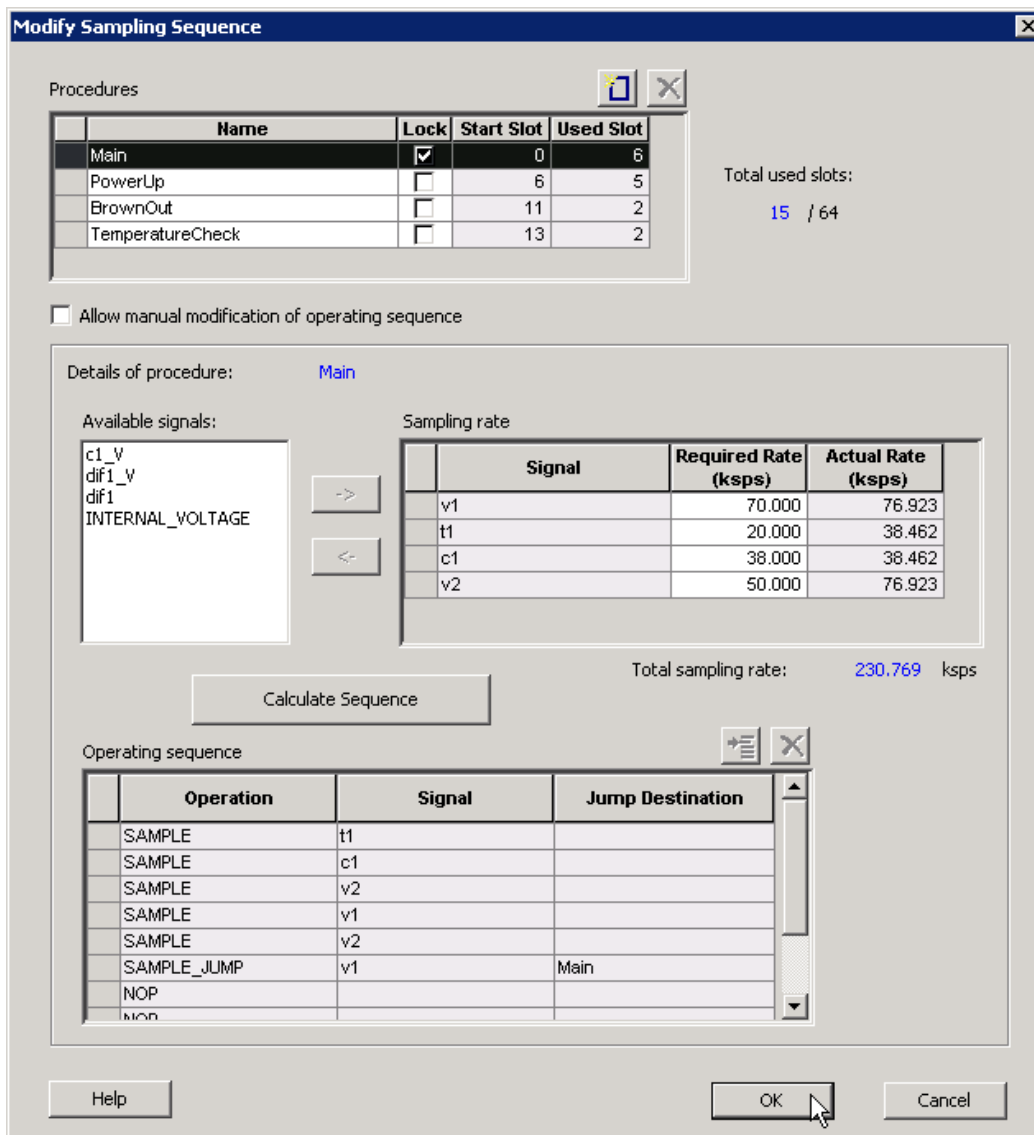 Modify Sampling Sequence
Procedures
Name Lock Start Slot Used Slot
Main 0 6
PowerUp 6 5
BrownOut 11 2
TemperatureCheck 13 2
Total used slots:
15 / 64
Allow manual modification of operating sequence
Details of procedure: Main
Available signals:
c1_V
dif1_V
dif1
INTERNAL_VOLTAGE
->
<-
Sampling rate
Signal Required Rate (ksps) Actual Rate (ksps)
v1 70.000 76.923
t1 20.000 38.462
c1 38.000 38.462
v2 50.000 76.923
Total sampling rate: 230.769 ksps
Calculate Sequence
Operating sequence
Operation Signal Jump Destination
SAMPLE t1
SAMPLE c1
SAMPLE v2
SAMPLE v1
SAMPLE v2
SAMPLE_JUMP v1 Main
NOP
NOP
Help
OK
Cancel